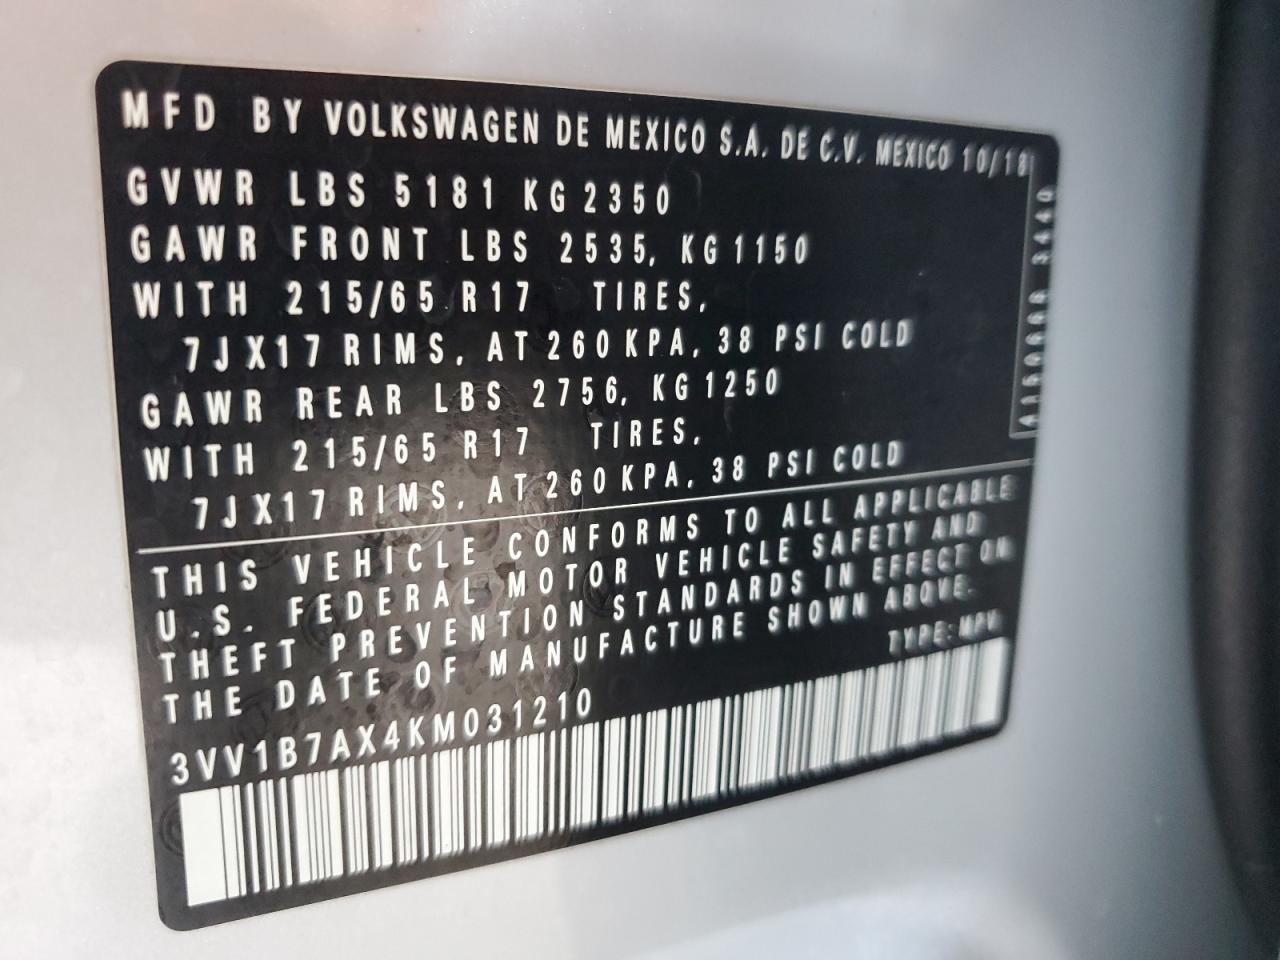 MFD BY VOLKSWAGEN DE MEXICO S.A. DE C.V. MEXICO 10/18
GVWR LBS 5181 KG 2350
GAWR FRONT LBS 2535, KG 1150
WITH 215/65 R17 TIRES,
7JX17 RIMS, AT 260 KPA, 38 PSI COLD
GAWR REAR LBS 2756, KG 1250
WITH 215/65 R17 TIRES,
7JX17 RIMS, AT 260 KPA, 38 PSI COLD
THIS VEHICLE CONFORMS TO ALL APPLICABLE
U.S. FEDERAL MOTOR VEHICLE SAFETY AND
THEFT PREVENTION STANDARDS IN EFFECT ON
THE DATE OF MANUFACTURE SHOWN ABOVE.
TYPE: MPV
3VV1B7AX4KM031210